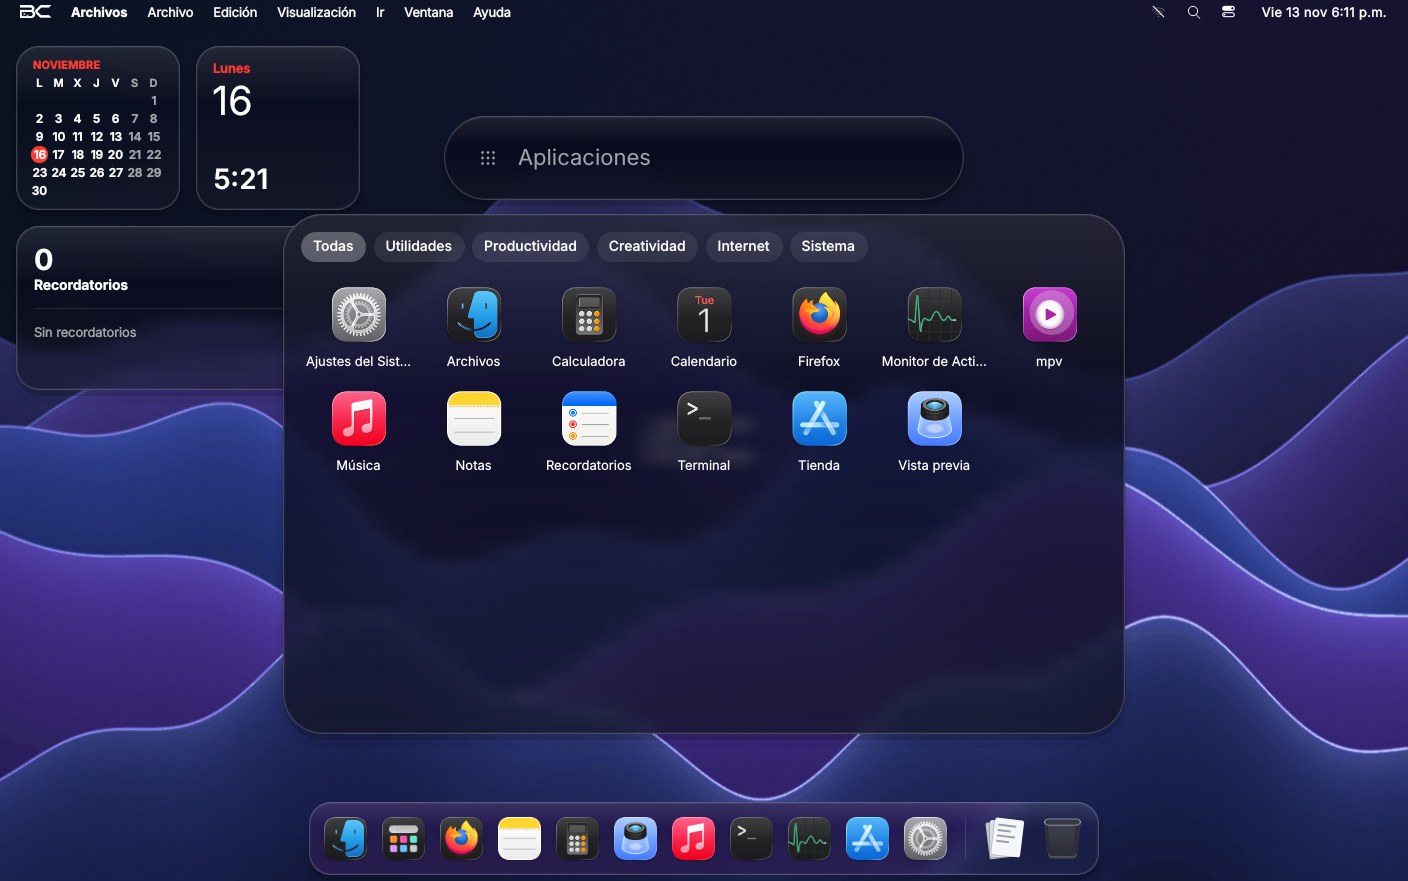 BC Archivos Archivo Edición Visualización Ir Ventana Ayuda
Vie 13 nov 6:11 p.m.
NOVIEMBRE
L M X J V S D
1
2 3 4 5 6 7 8
9 10 11 12 13 14 15
16 17 18 19 20 21 22
23 24 25 26 27 28 29
30
Lunes
16
5:21
0
Recordatorios
Sin recordatorios
Aplicaciones
Todas Utilidades Productividad Creatividad Internet Sistema
Tue
1
Ajustes del Sist... Archivos Calculadora Calendario Firefox Monitor de Acti... mpv
>_
Música Notas Recordatorios Terminal Tienda Vista previa
>_